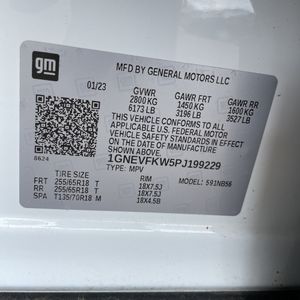 gm
MFD BY GENERAL MOTORS LLC
01/23
GVWR GAWR FRT GAWR RR
2800 KG 1450 KG 1600 KG
6173 LB 3196 LB 3527 LB
THIS VEHICLE CONFORMS TO ALL
APPLICABLE U.S. FEDERAL MOTOR
VEHICLE SAFETY
STANDARDS IN EFFECT ON THE DATE
OF MANUFACTURE SHOWN ABOVE.
8624
1GNEVFKW5PJ199229
TYPE: MPV MODEL: 591NB56
TIRE SIZE RIM
FRT 255/65R18 T 18X7.5J
RR 255/65R18 T 18X7.5J
SPA T135/70R18 M 18X4.5B